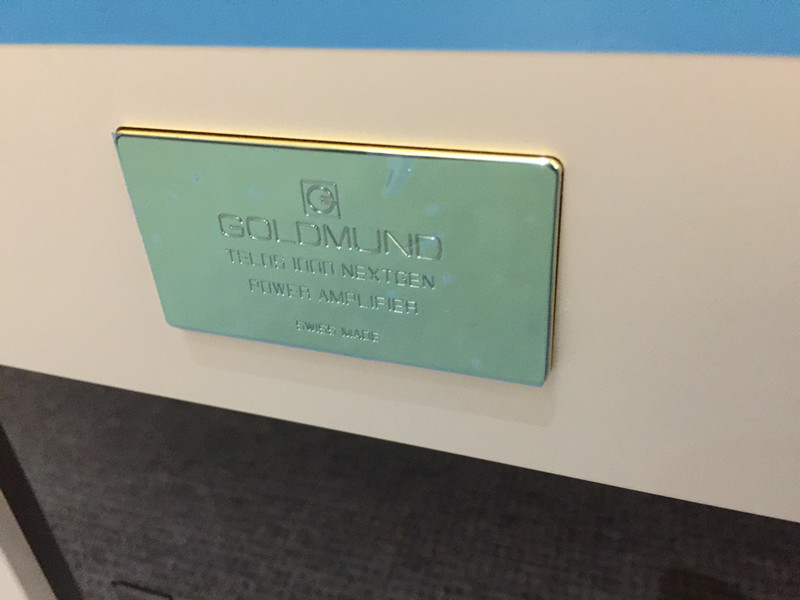 G
GOLDMUND
TELOS 1000 NEXTGEN
POWER AMPLIFIER
SWISS MADE